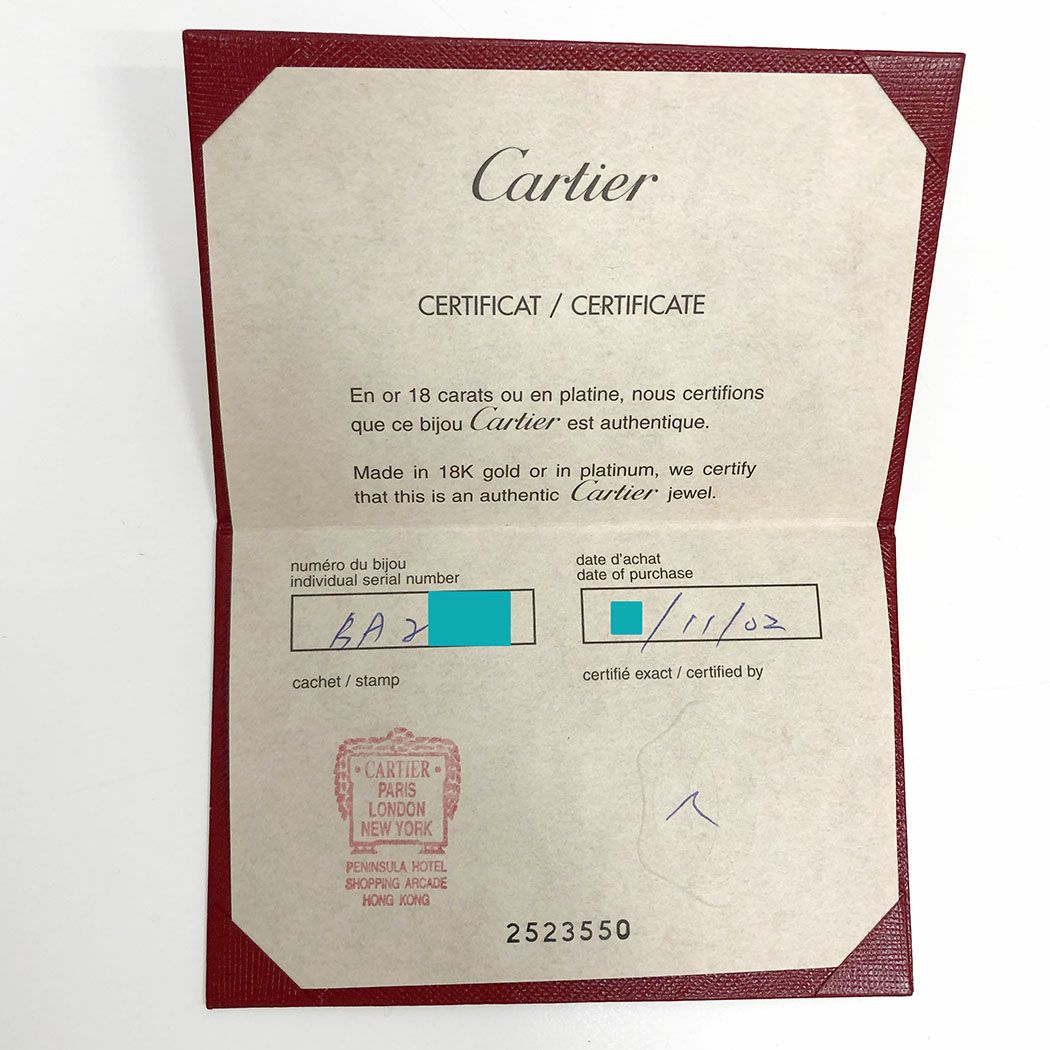 Cartier
CERTIFICAT / CERTIFICATE
En or 18 carats ou en platine, nous certifions
que ce bijou Cartier est authentique.
Made in 18K gold or in platinum, we certify
that this is an authentic Cartier jewel.
numéro du bijou
individual serial number
BA2
date d'achat
date of purchase
/11/02
cachet / stamp
certifié exact / certified by
· CARTIER ·
PARIS
LONDON
NEW YORK
PENINSULA HOTEL
SHOPPING ARCADE
HONG KONG
2523550